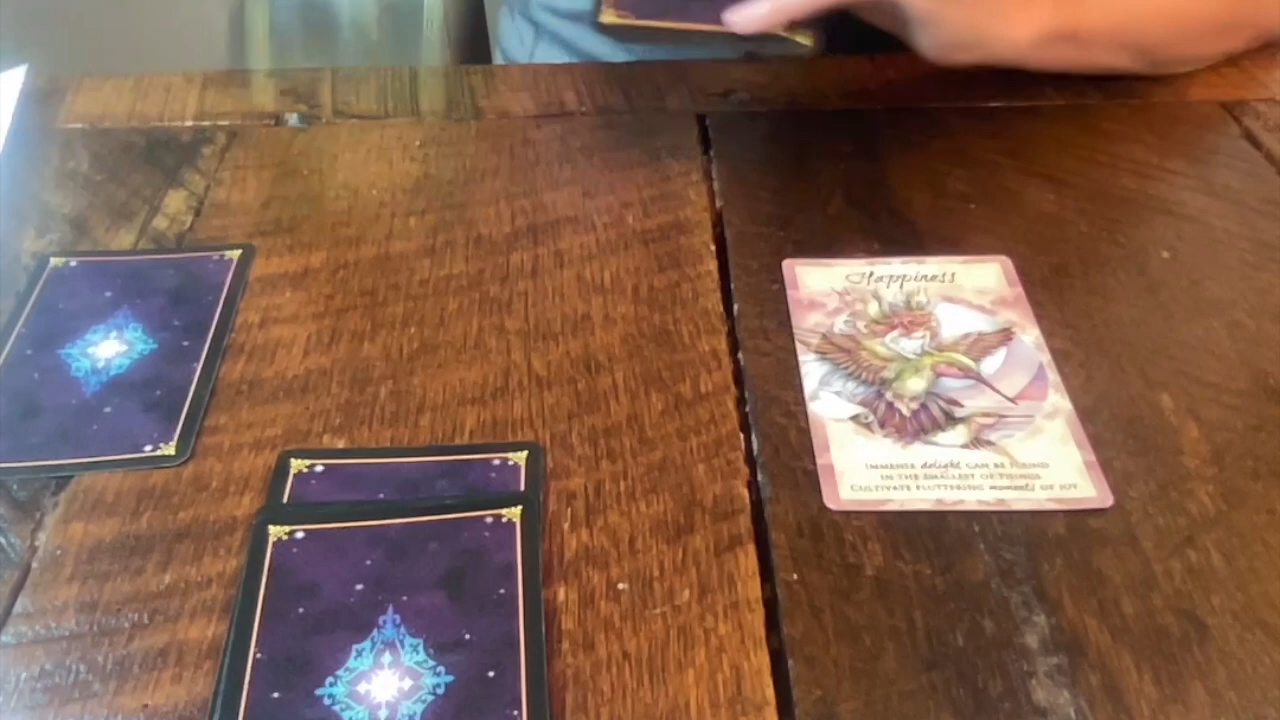 Happiness
IMMENSE delight CAN BE FOUND
IN THE SMALLEST OF THINGS
CULTIVATE FLUTTERING moments OF JOY